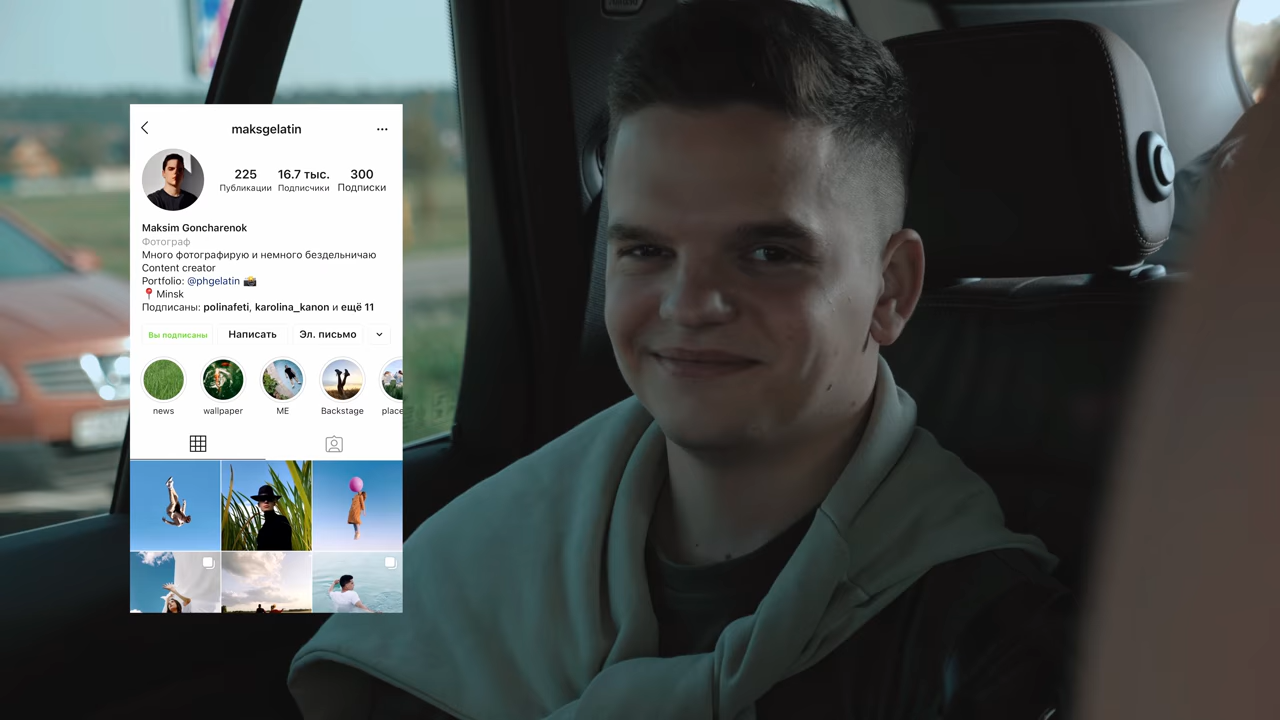 maksgelatin
225 16.7 тыс. 300
Публикации Подписчики Подписки
Maksim Goncharenok
Фотограф
Много фотографирую и немного бездельничаю
Content creator
Portfolio: @phgelatin 📸
📍 Minsk
Подписаны: polinafeti, karolina_kanon и ещё 11
Вы подписаны Написать Эл. письмо
news wallpaper ME Backstage place